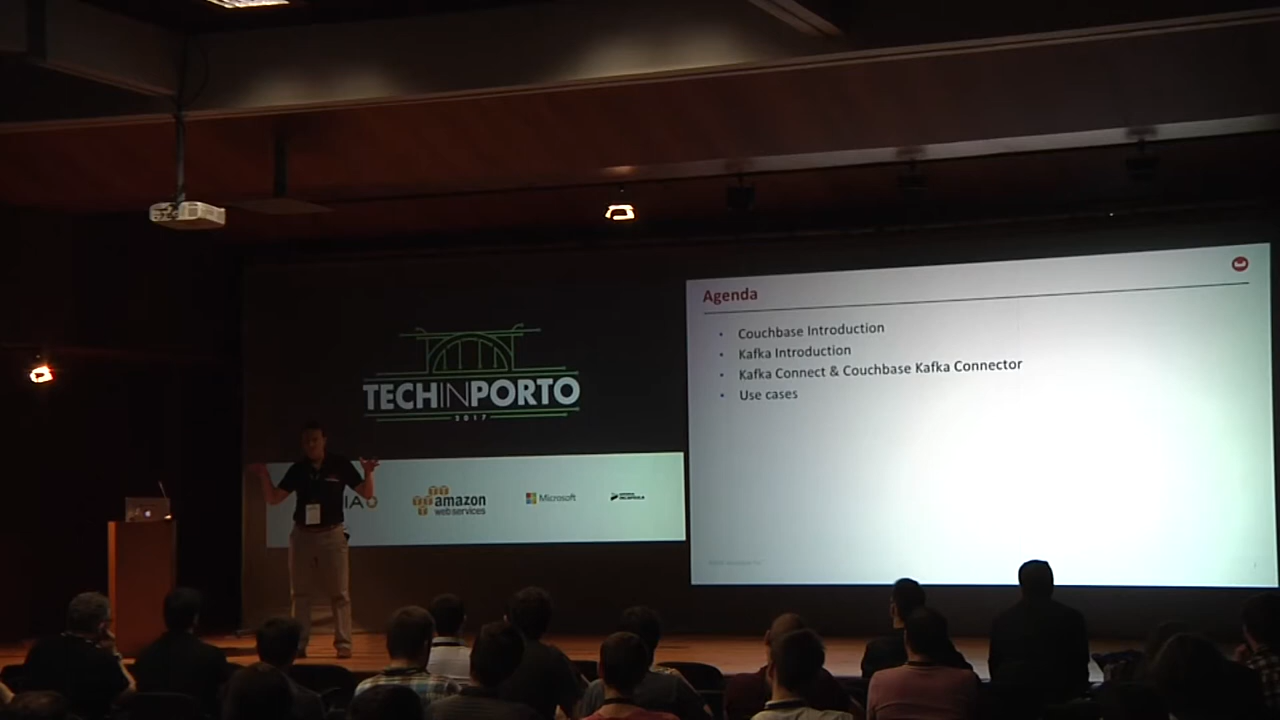 Agenda
• Couchbase Introduction
• Kafka Introduction
• Kafka Connect & Couchbase Kafka Connector
• Use cases
TECHINPORTO
2017
amazon
web services
Microsoft